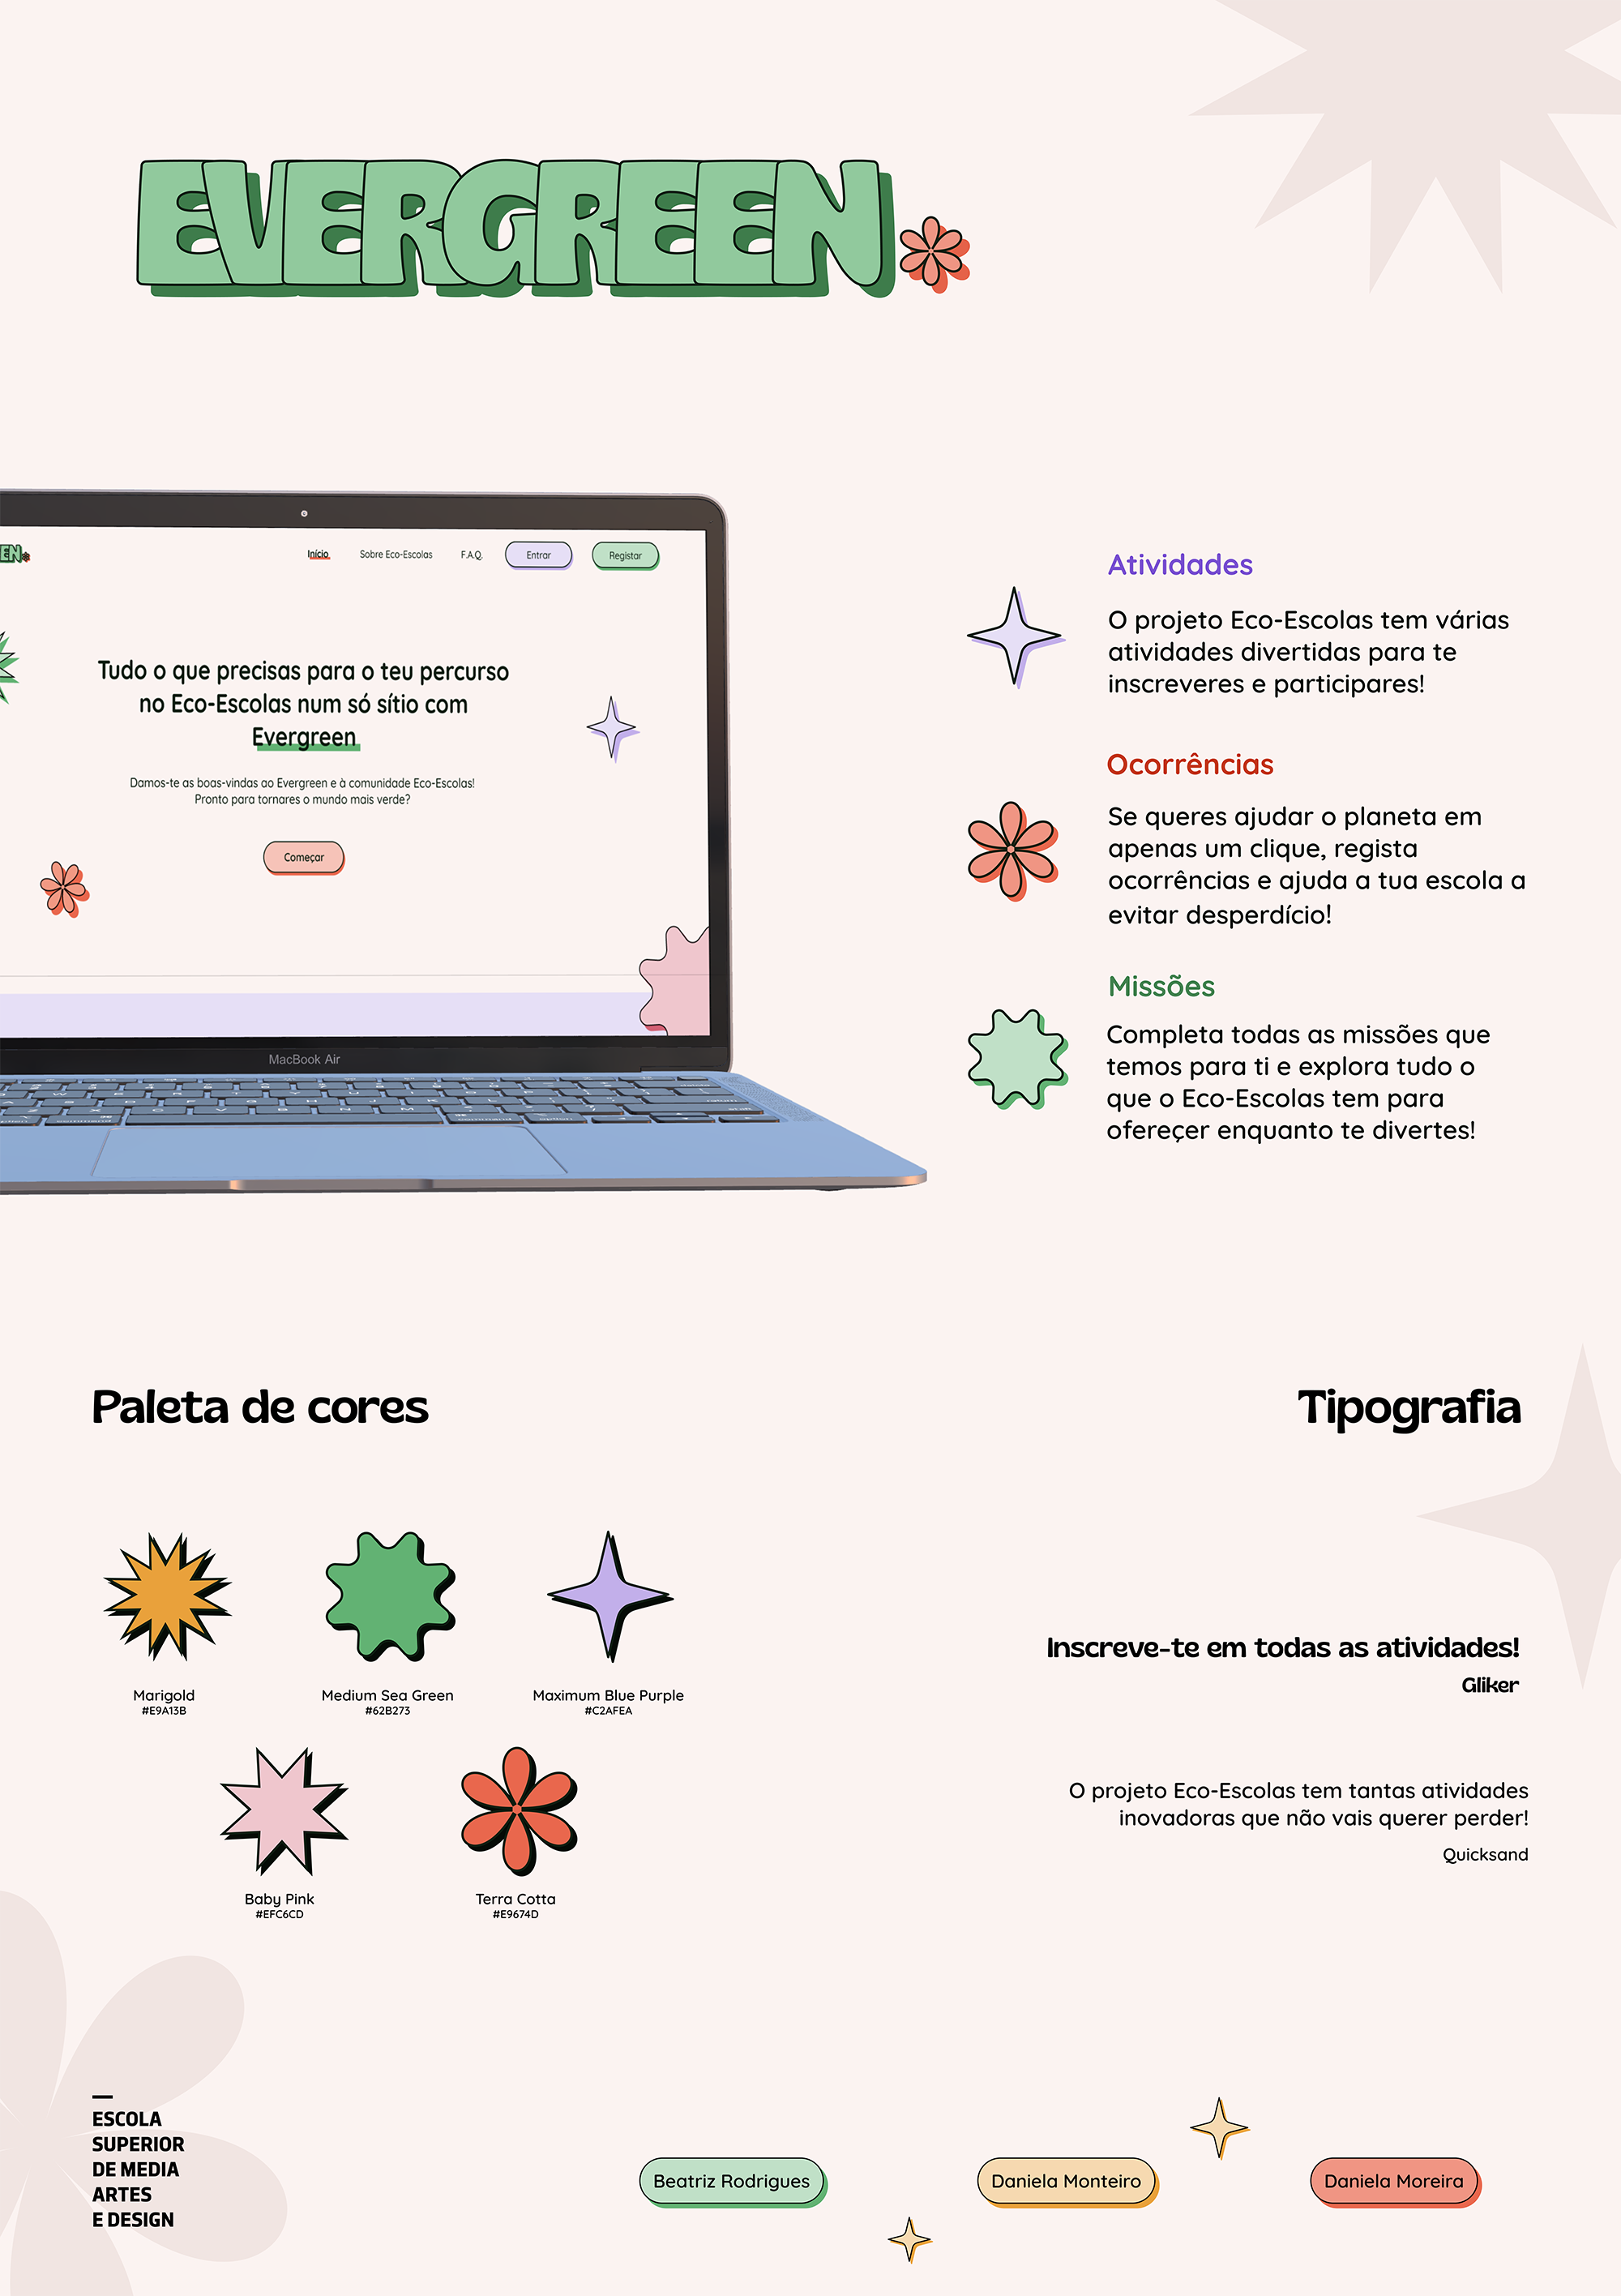 EVERGREEN
EN
Início Sobre Eco-Escolas F.A.Q. Entrar Registar
Tudo o que precisas para o teu percurso
no Eco-Escolas num só sítio com
Evergreen
Damos-te as boas-vindas ao Evergreen e à comunidade Eco-Escolas!
Pronto para tornares o mundo mais verde?
Começar
MacBook Air
Atividades
O projeto Eco-Escolas tem várias
atividades divertidas para te
inscreveres e participares!
Ocorrências
Se queres ajudar o planeta em
apenas um clique, regista
ocorrências e ajuda a tua escola a
evitar desperdício!
Missões
Completa todas as missões que
temos para ti e explora tudo o
que o Eco-Escolas tem para
ofereçer enquanto te divertes!
Paleta de cores
Marigold
#E9A13B
Medium Sea Green
#62B273
Maximum Blue Purple
#C2AFEA
Baby Pink
#EFC6CD
Terra Cotta
#E9674D
Tipografia
Inscreve-te em todas as atividades!
Gliker
O projeto Eco-Escolas tem tantas atividades
inovadoras que não vais querer perder!
Quicksand
ESCOLA
SUPERIOR
DE MEDIA
ARTES
E DESIGN
Beatriz Rodrigues
Daniela Monteiro
Daniela Moreira